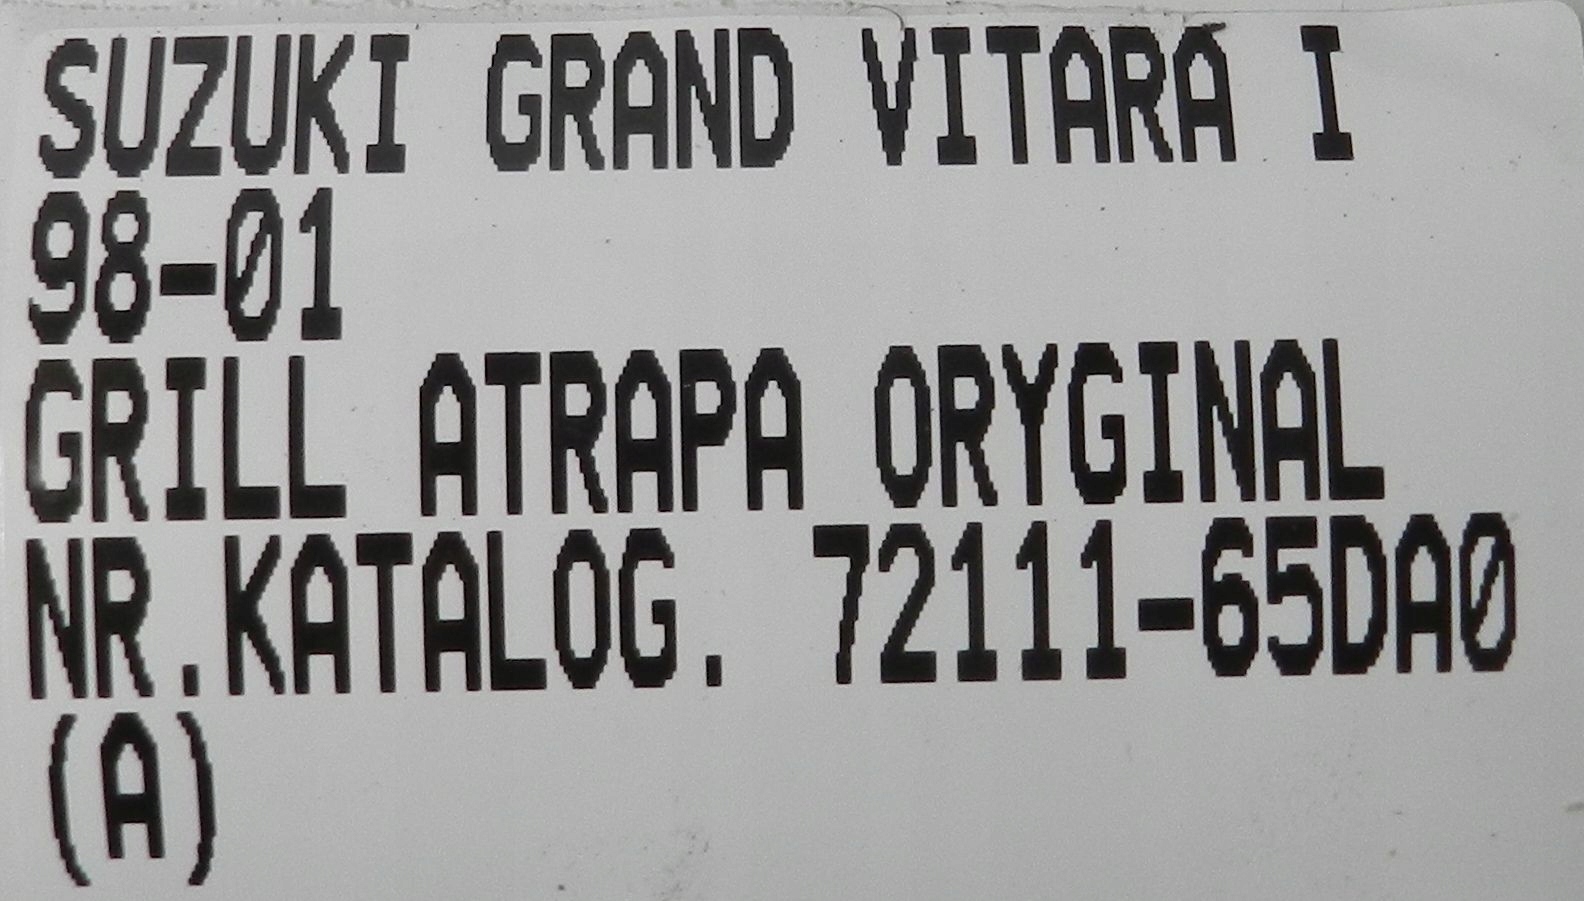 SUZUKI GRAND VITARA I
98-01
GRILL ATRAPA ORYGINAL
NR.KATALOG. 72111-65DA0
(A)